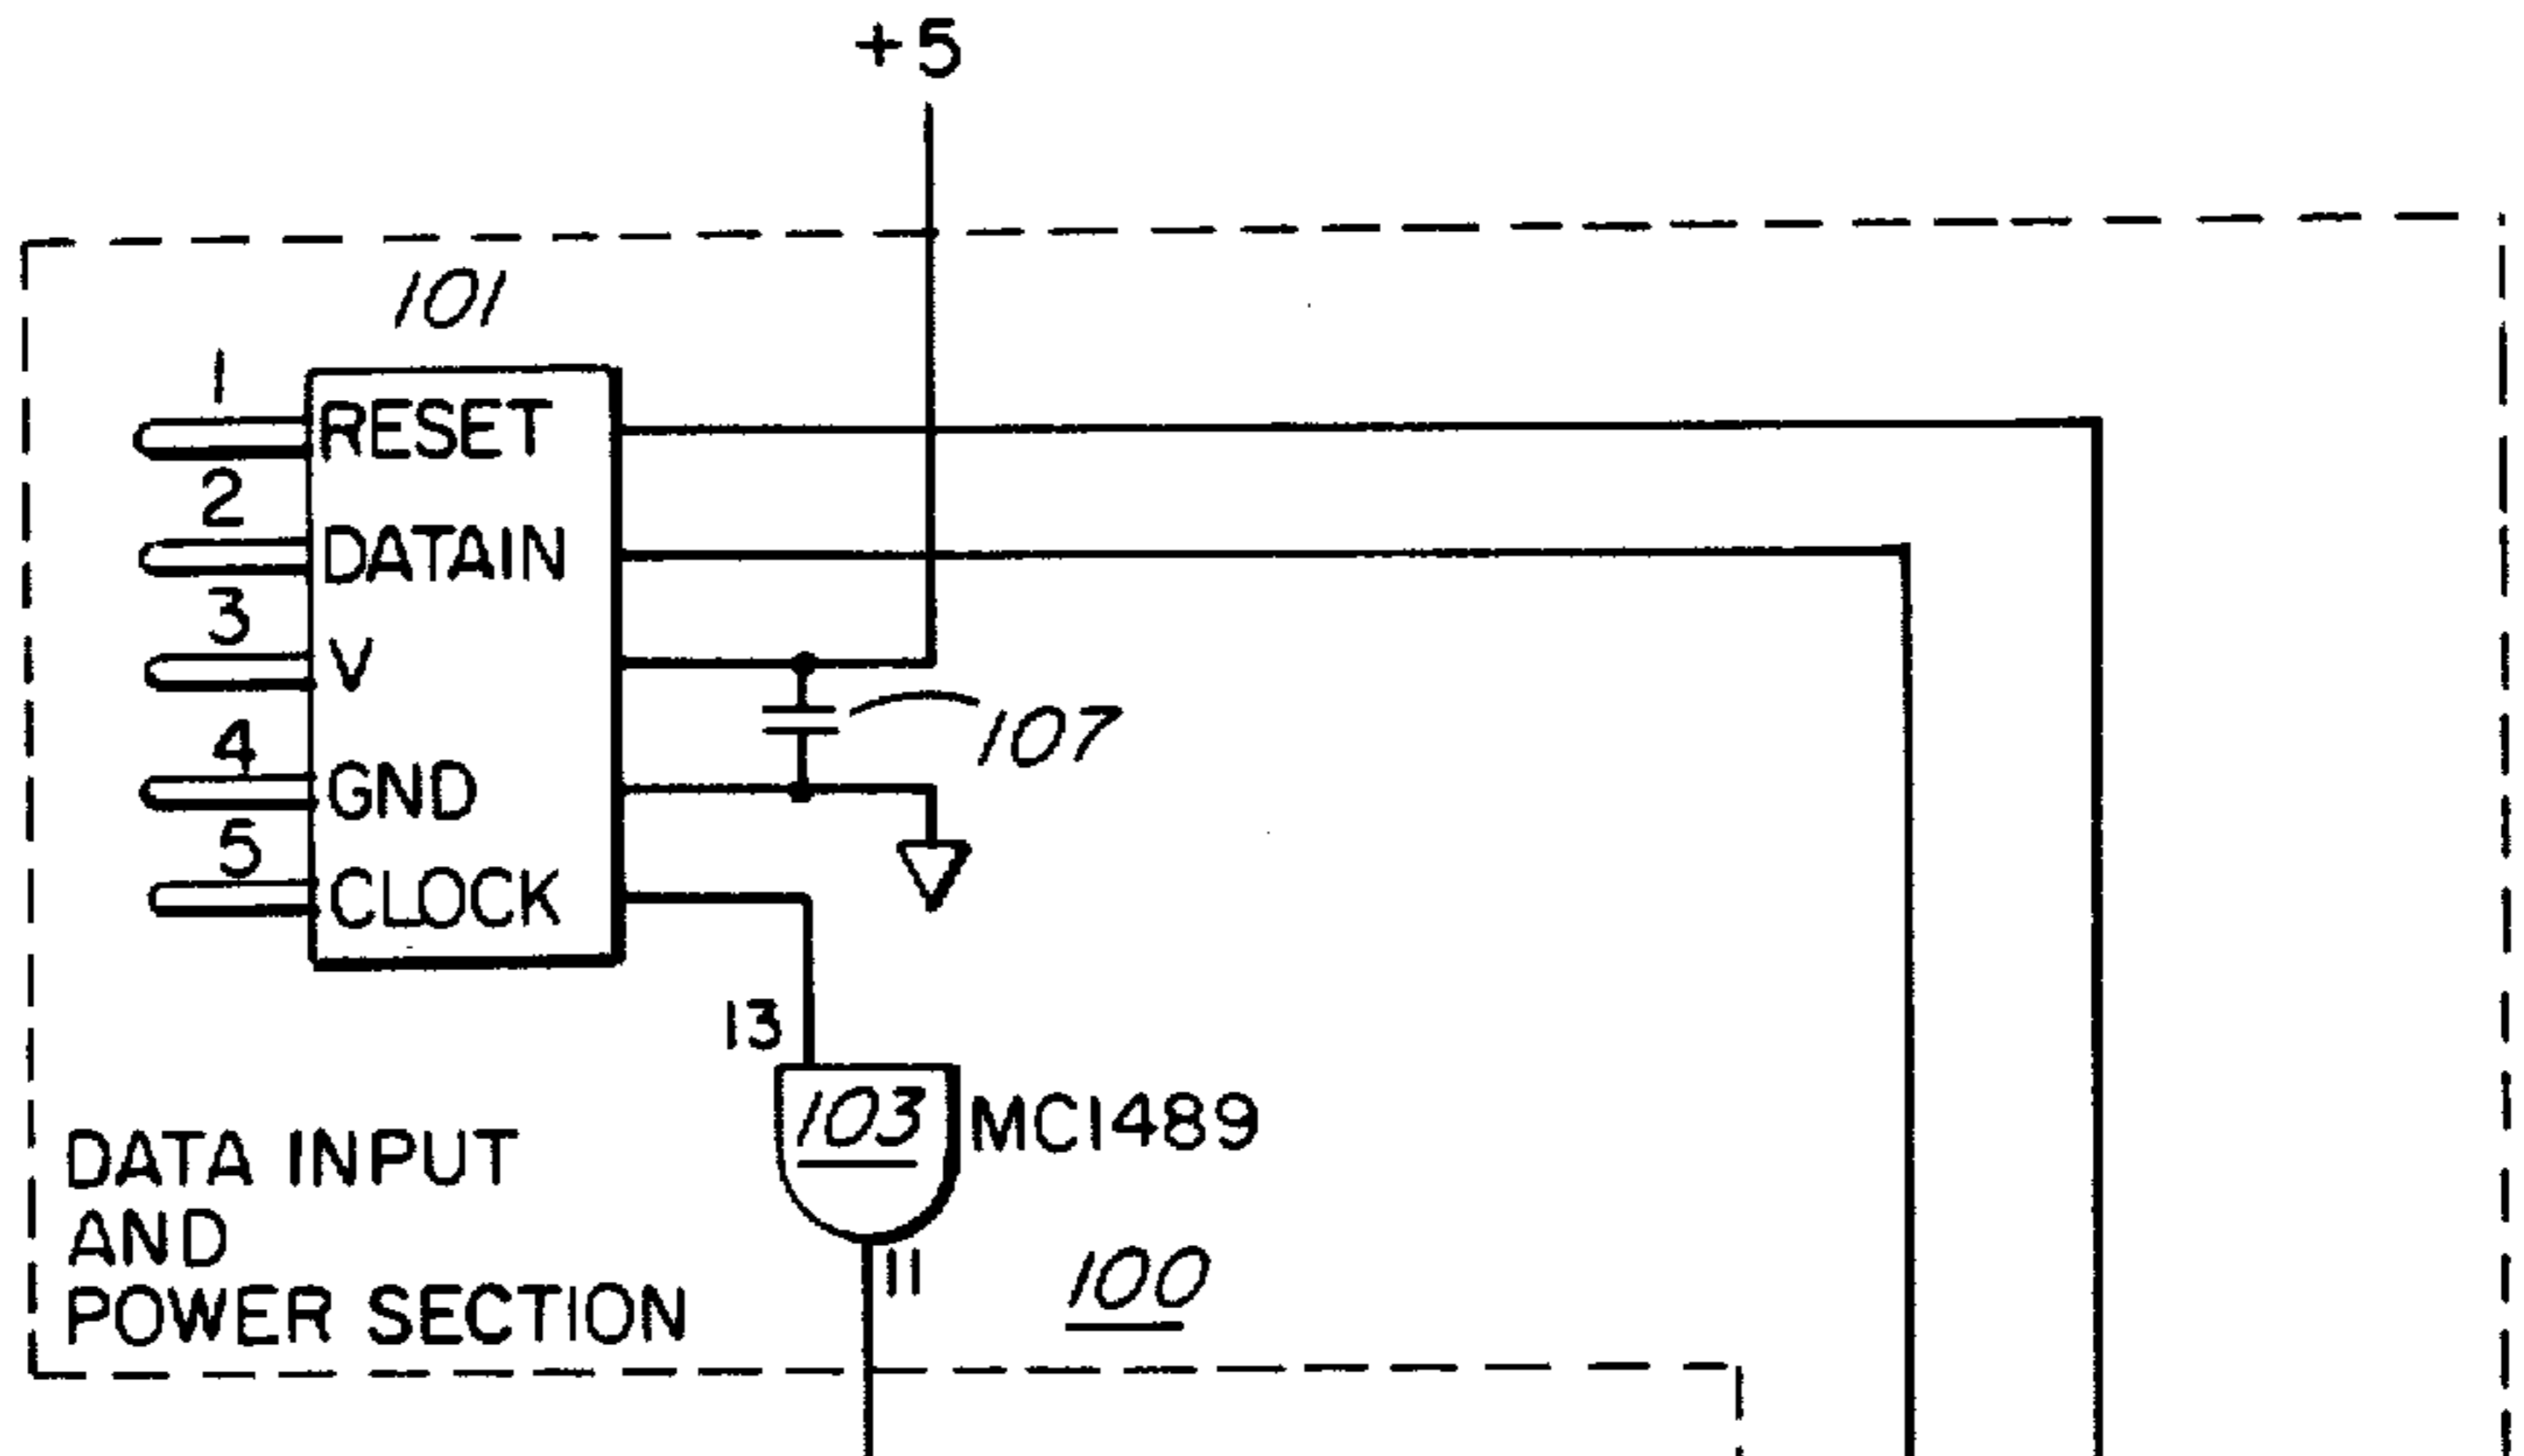 +5
101
1
RESET
2
DATAIN
3
V
107
4
GND
5
CLOCK
13
103
MC1489
11
100
DATA INPUT
AND
POWER SECTION